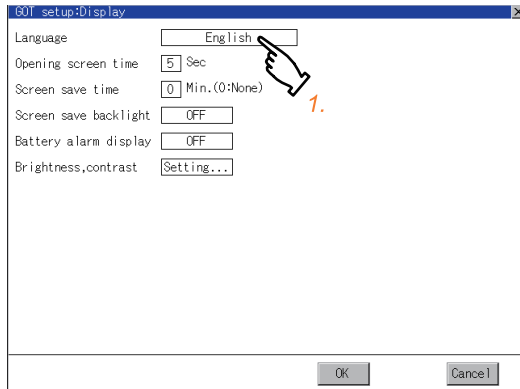 GOT setup:Display
Language English
Opening screen time 5 Sec
Screen save time 0 Min.(0:None)
Screen save backlight OFF
Battery alarm display OFF
Brightness,contrast Setting...
1.
OK Cancel